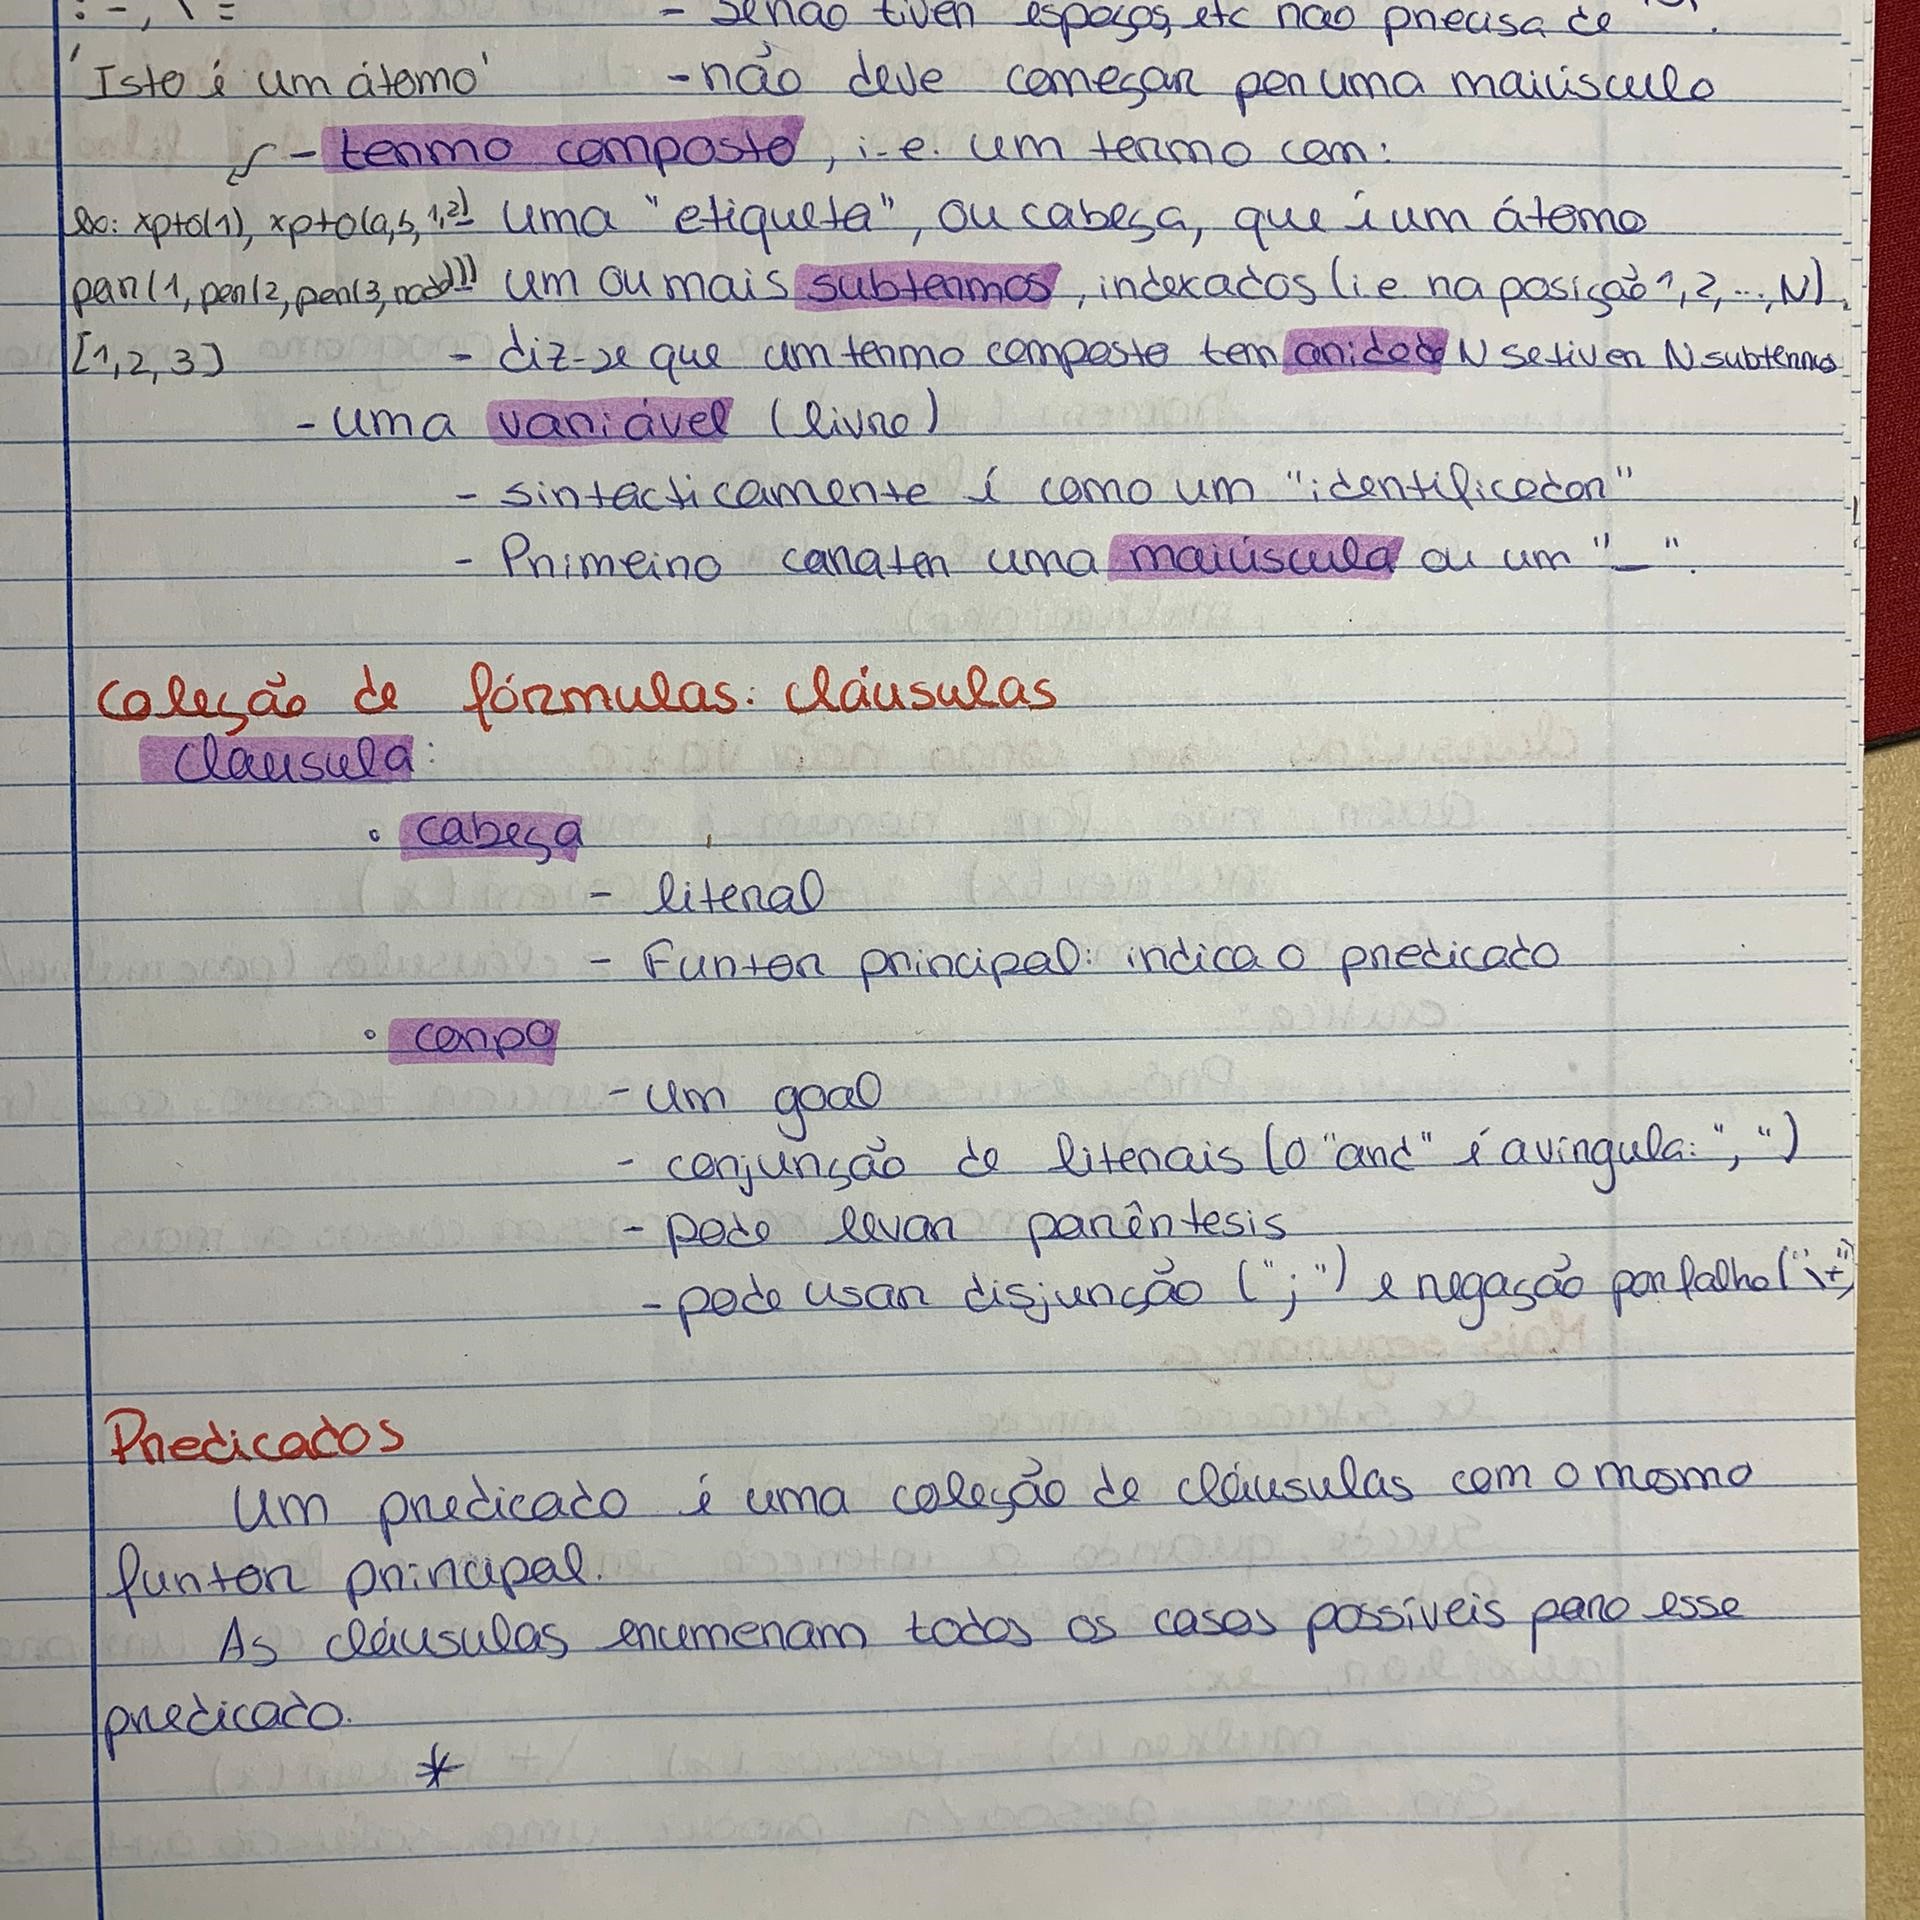 :-, \=
- se não tiver espaços, etc não precisa de ' '.
'Isto é um átomo' - não deve começar por uma maiúsculo
- termo composto, i.e. um termo com:
ex: xpto(1), xpto(a,b,1,2) uma "etiqueta", ou cabeça, que é um átomo
par(1, par(2, par(3, nada))) um ou mais subtermos, indexados (i.e na posição 1, 2, ..., N).
[1, 2, 3] - diz-se que um termo composto tem aridade N se tiver N subtermos
- uma variável (livre)
- sintacticamente é como um "identificador"
- Primeiro caracter uma maiúscula ou um "_".
Coleção de fórmulas: cláusulas
Cláusula:
• cabeça
- literal
- Funtor principal: indica o predicado
• corpo
- um goal
- conjunção de literais (o "and" é a vírgula: ",")
- pode levar parêntesis
- pode usar disjunção (";") e negação por falha ("\+")
Predicados
Um predicado é uma coleção de cláusulas com o mesmo
funtor principal.
As cláusulas enumeram todos os casos possíveis para esse
predicado.
*